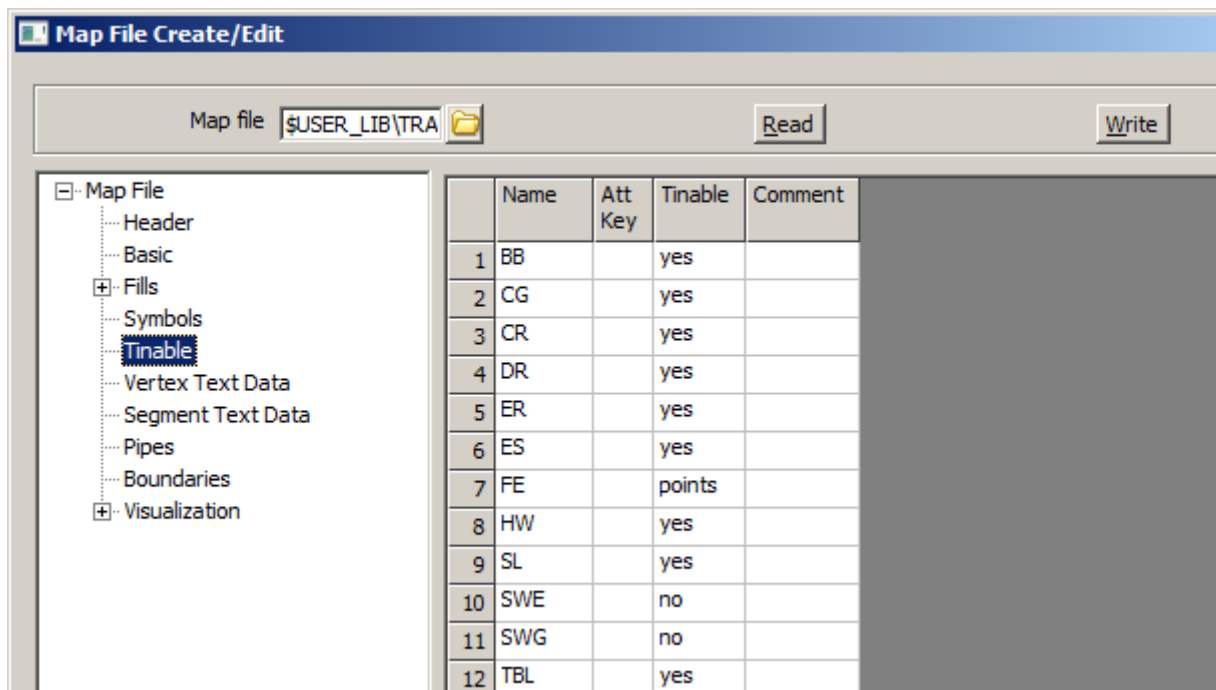 Map File Create/Edit
Map file $USER_LIB\TRA Read Write
Map File
Header
Basic
Fills
Symbols
Tinable
Vertex Text Data
Segment Text Data
Pipes
Boundaries
Visualization
Name Att Key Tinable Comment
1 BB yes
2 CG yes
3 CR yes
4 DR yes
5 ER yes
6 ES yes
7 FE points
8 HW yes
9 SL yes
10 SWE no
11 SWG no
12 TBL yes